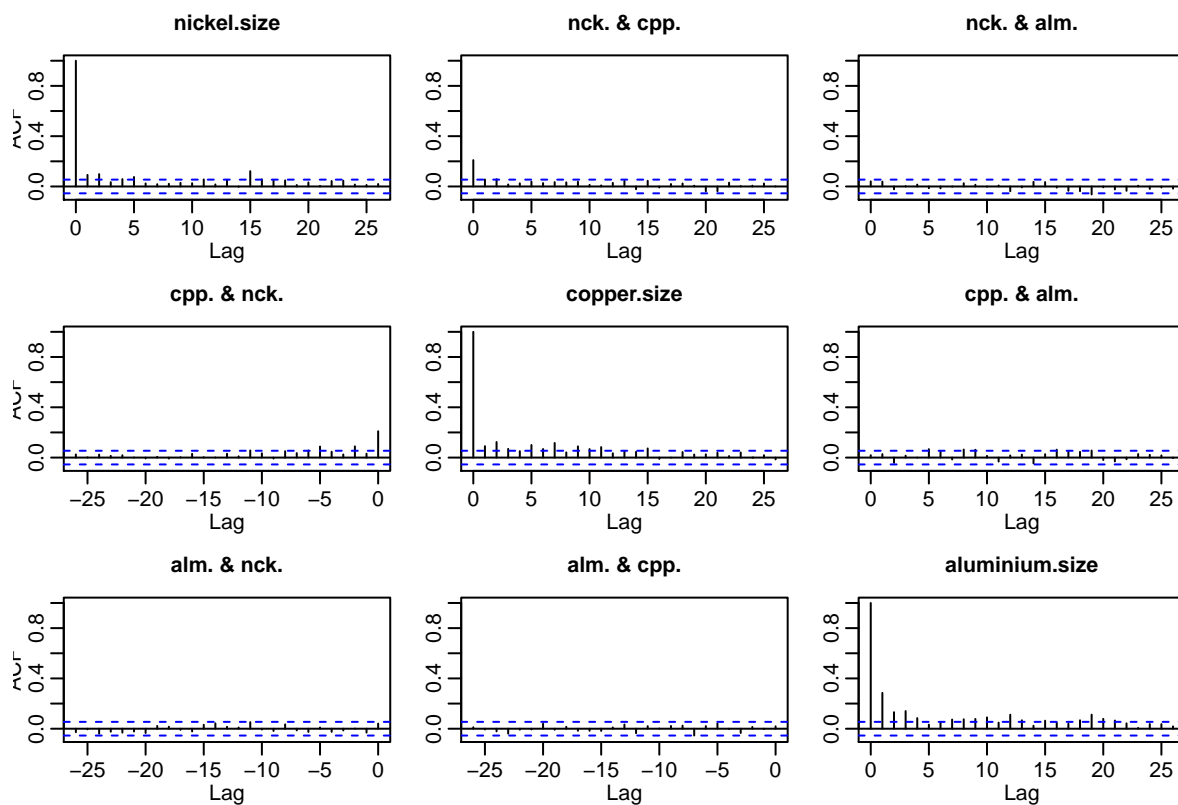 nickel.size
nck. & cpp.
nck. & alm.
ACF
0.0 0.4 0.8
0.0 0.4 0.8
0.0 0.4 0.8
0 5 10 15 20 25
0 5 10 15 20 25
0 5 10 15 20 25
Lag
Lag
Lag
cpp. & nck.
copper.size
cpp. & alm.
ACF
0.0 0.4 0.8
0.0 0.4 0.8
0.0 0.4 0.8
−25 −20 −15 −10 −5 0
0 5 10 15 20 25
0 5 10 15 20 25
Lag
Lag
Lag
alm. & nck.
alm. & cpp.
aluminium.size
ACF
0.0 0.4 0.8
0.0 0.4 0.8
0.0 0.4 0.8
−25 −20 −15 −10 −5 0
−25 −20 −15 −10 −5 0
0 5 10 15 20 25
Lag
Lag
Lag